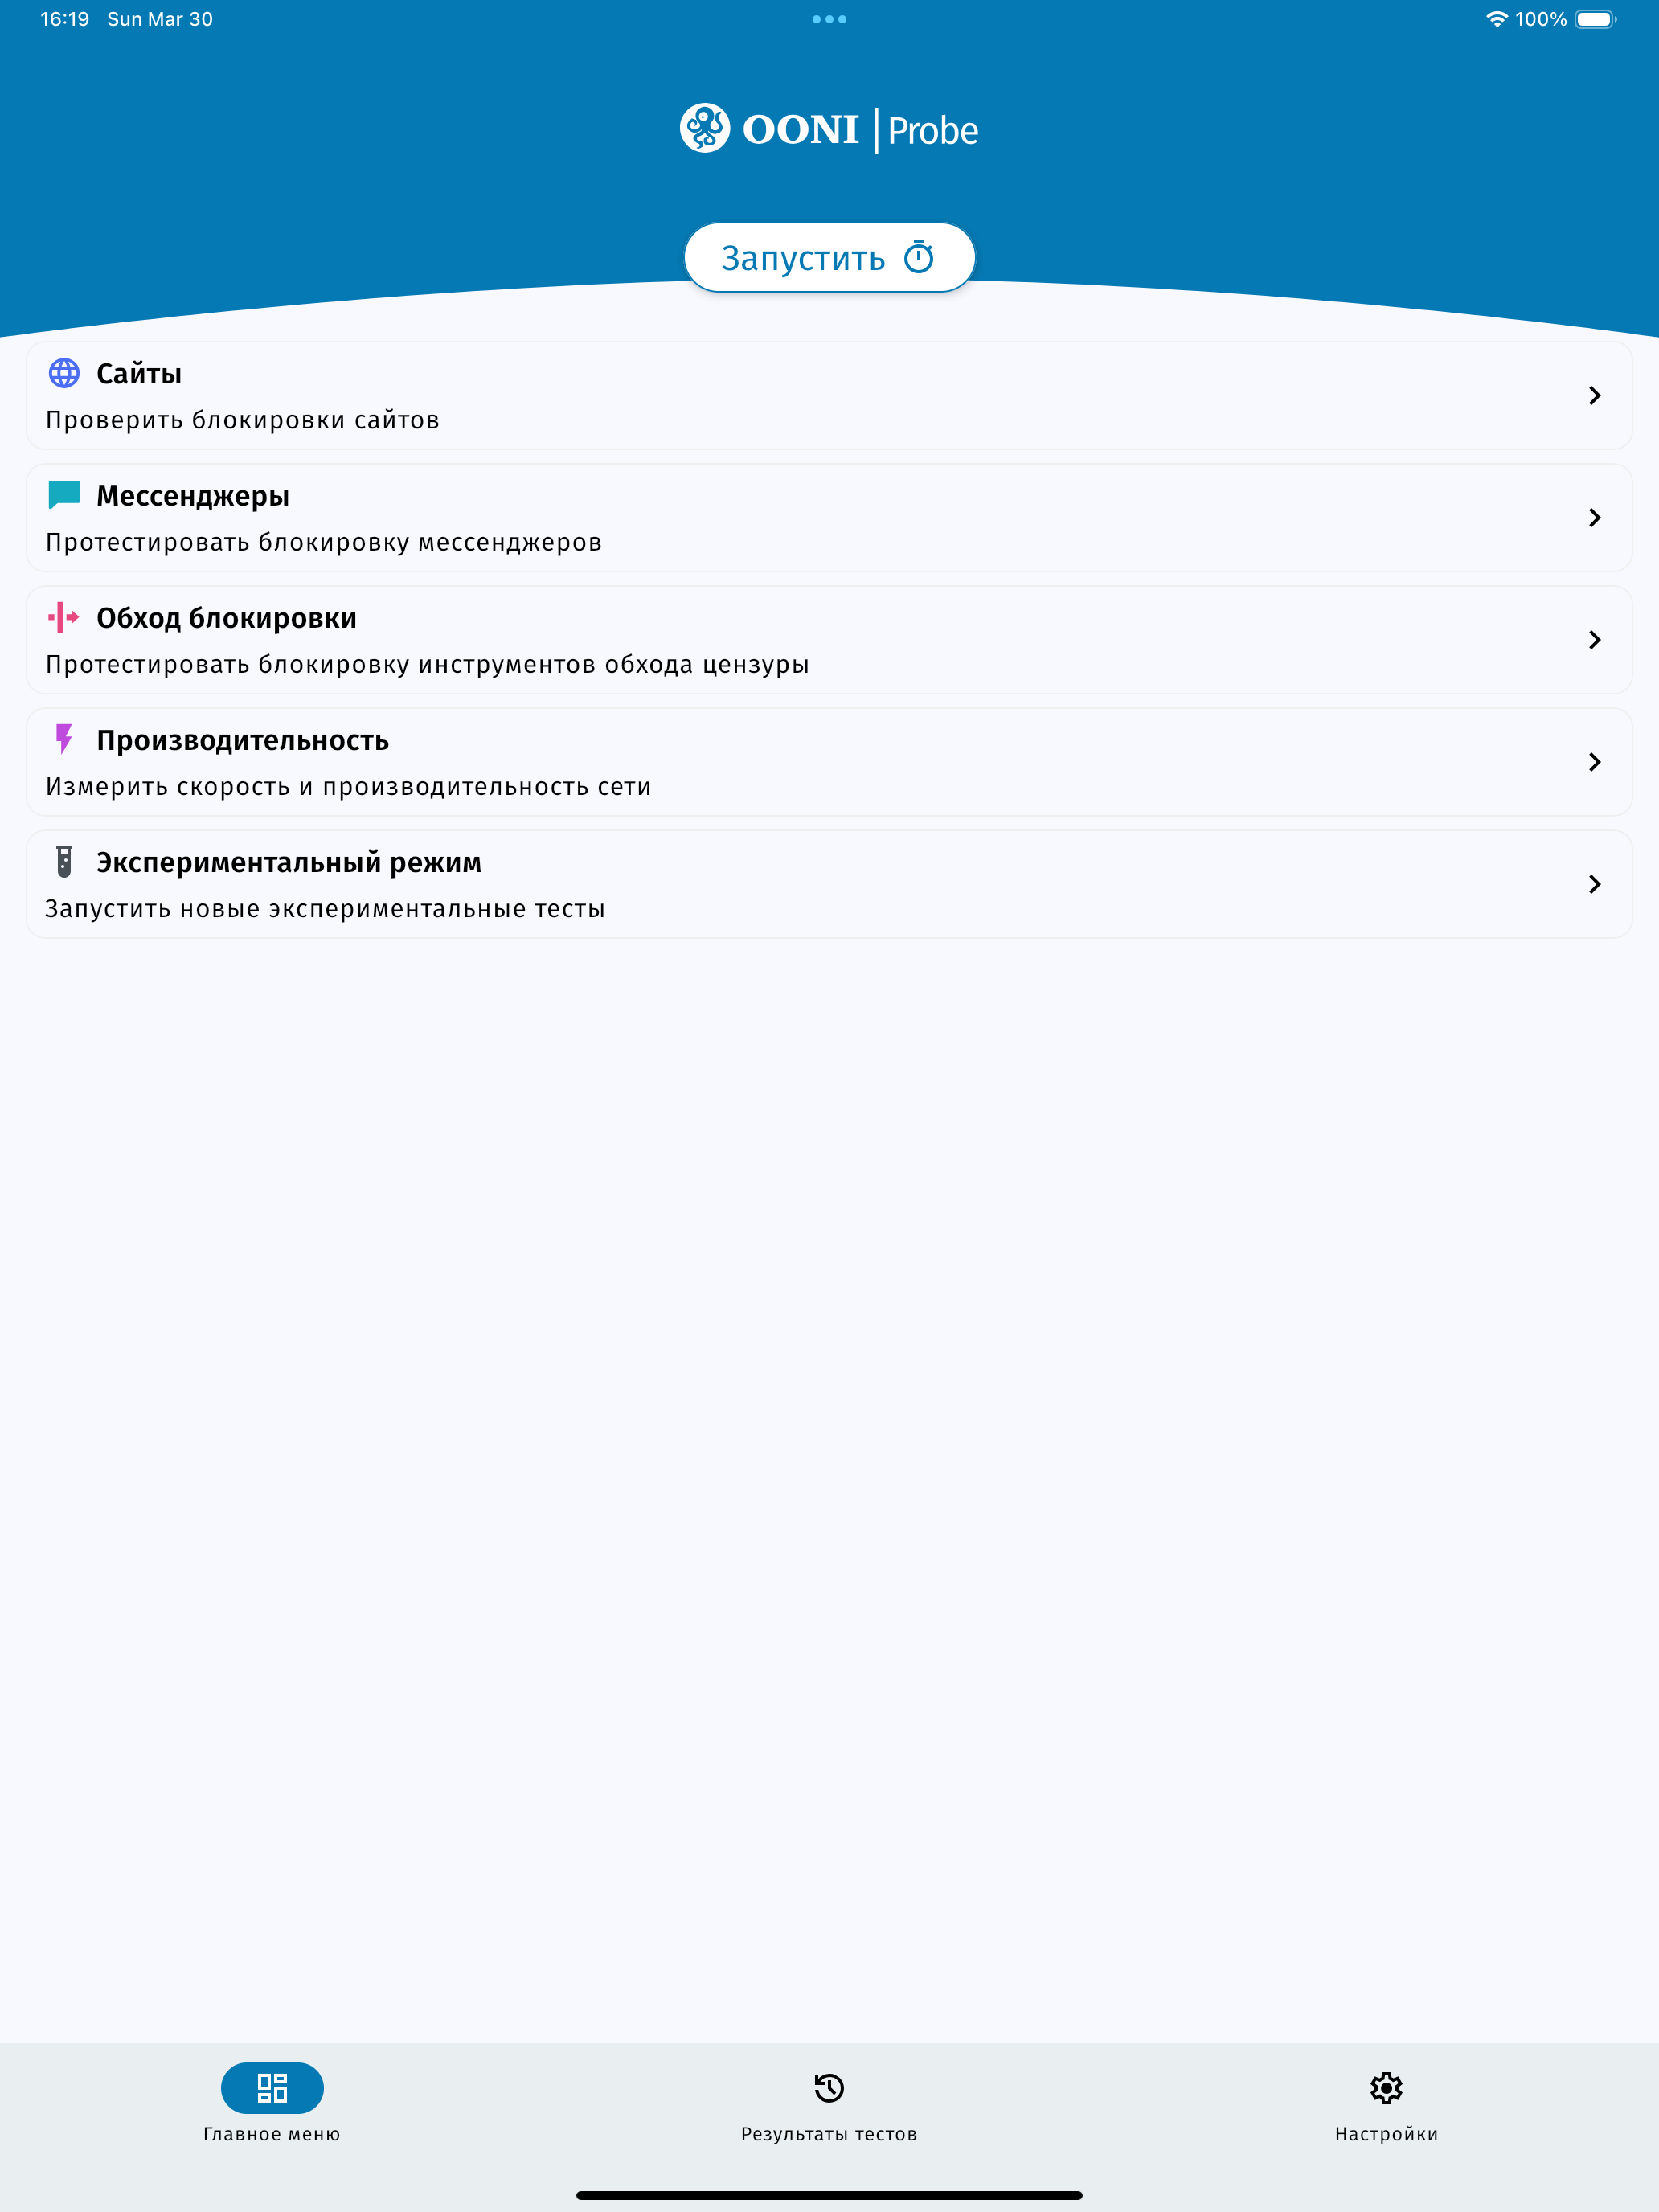 16:19 Sun Mar 30
100%
OONI | Probe
Запустить
Сайты
Проверить блокировки сайтов
Мессенджеры
Протестировать блокировку мессенджеров
Обход блокировки
Протестировать блокировку инструментов обхода цензуры
Производительность
Измерить скорость и производительность сети
Экспериментальный режим
Запустить новые экспериментальные тесты
Главное меню
Результаты тестов
Настройки